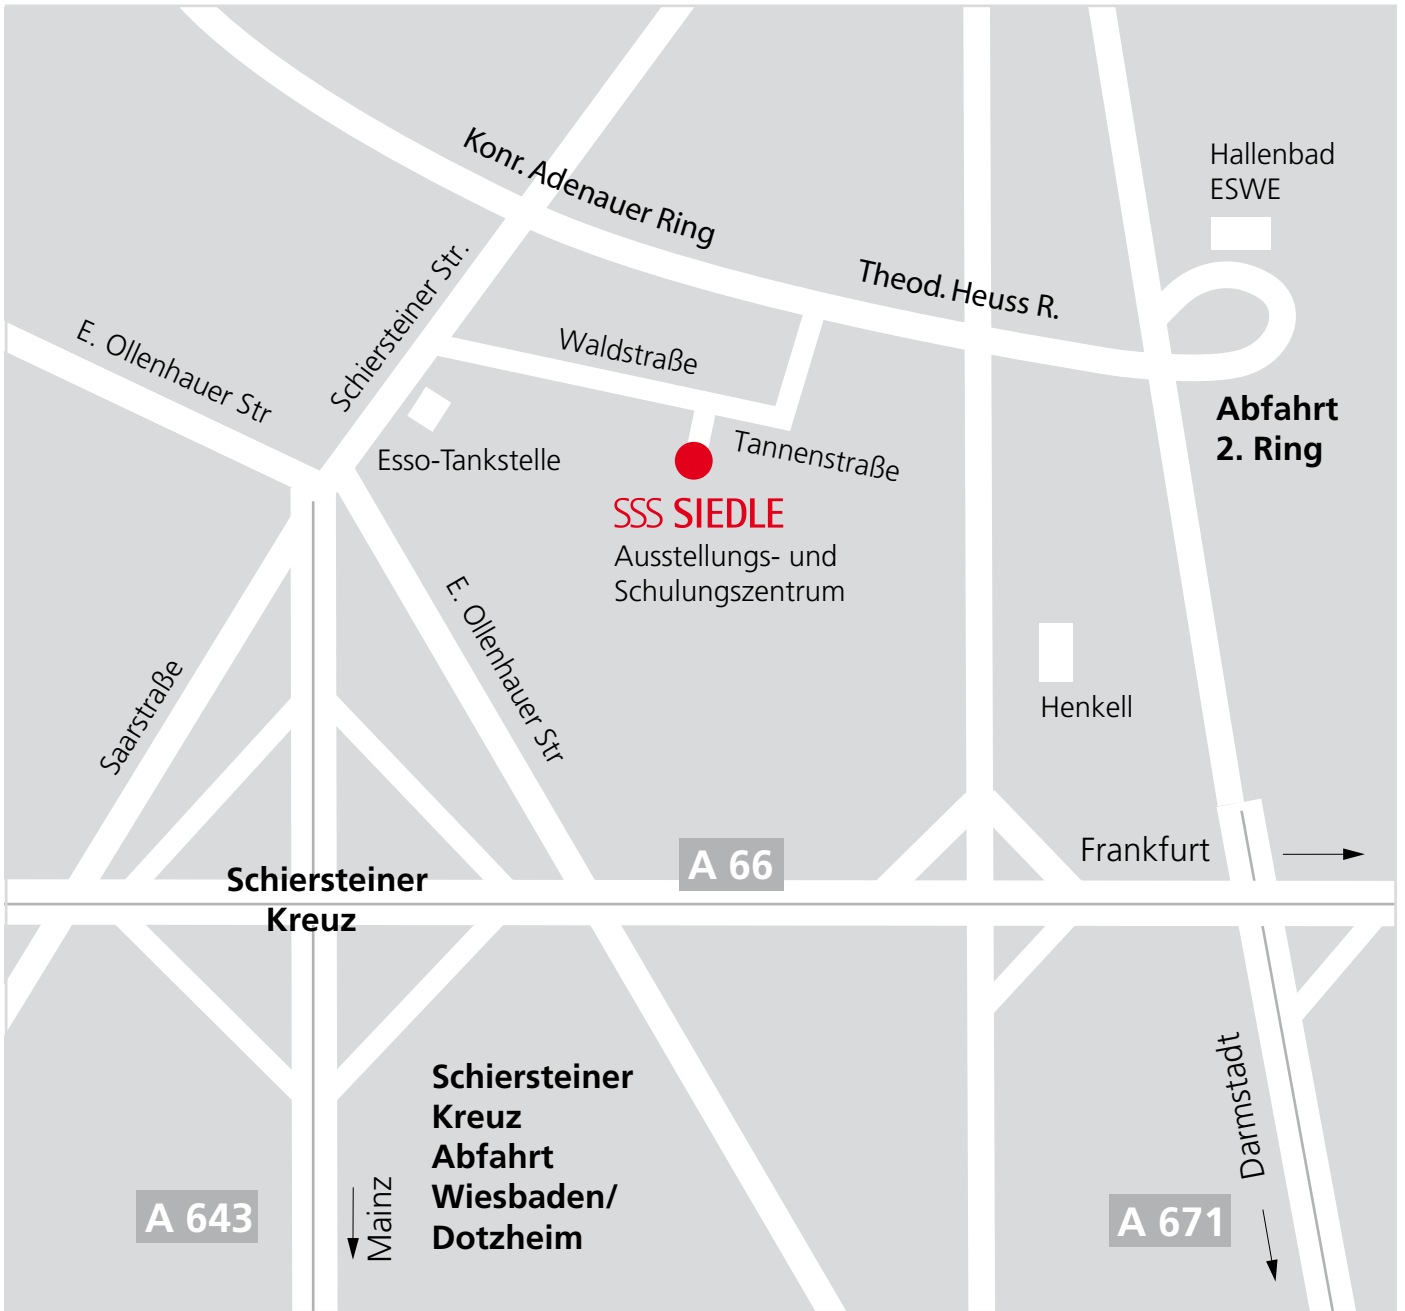 Hallenbad
ESWE
Konr. Adenauer Ring
Theod. Heuss R.
Schiersteiner Str.
E. Ollenhauer Str
Waldstraße
Abfahrt
2. Ring
Esso-Tankstelle
Tannenstraße
SSS SIEDLE
Ausstellungs- und
Schulungszentrum
E. Ollenhauer Str
Saarstraße
Henkell
A 66
Frankfurt
Schiersteiner
Kreuz
Schiersteiner
Kreuz
Abfahrt
Wiesbaden/
Dotzheim
A 643
Mainz
Darmstadt
A 671